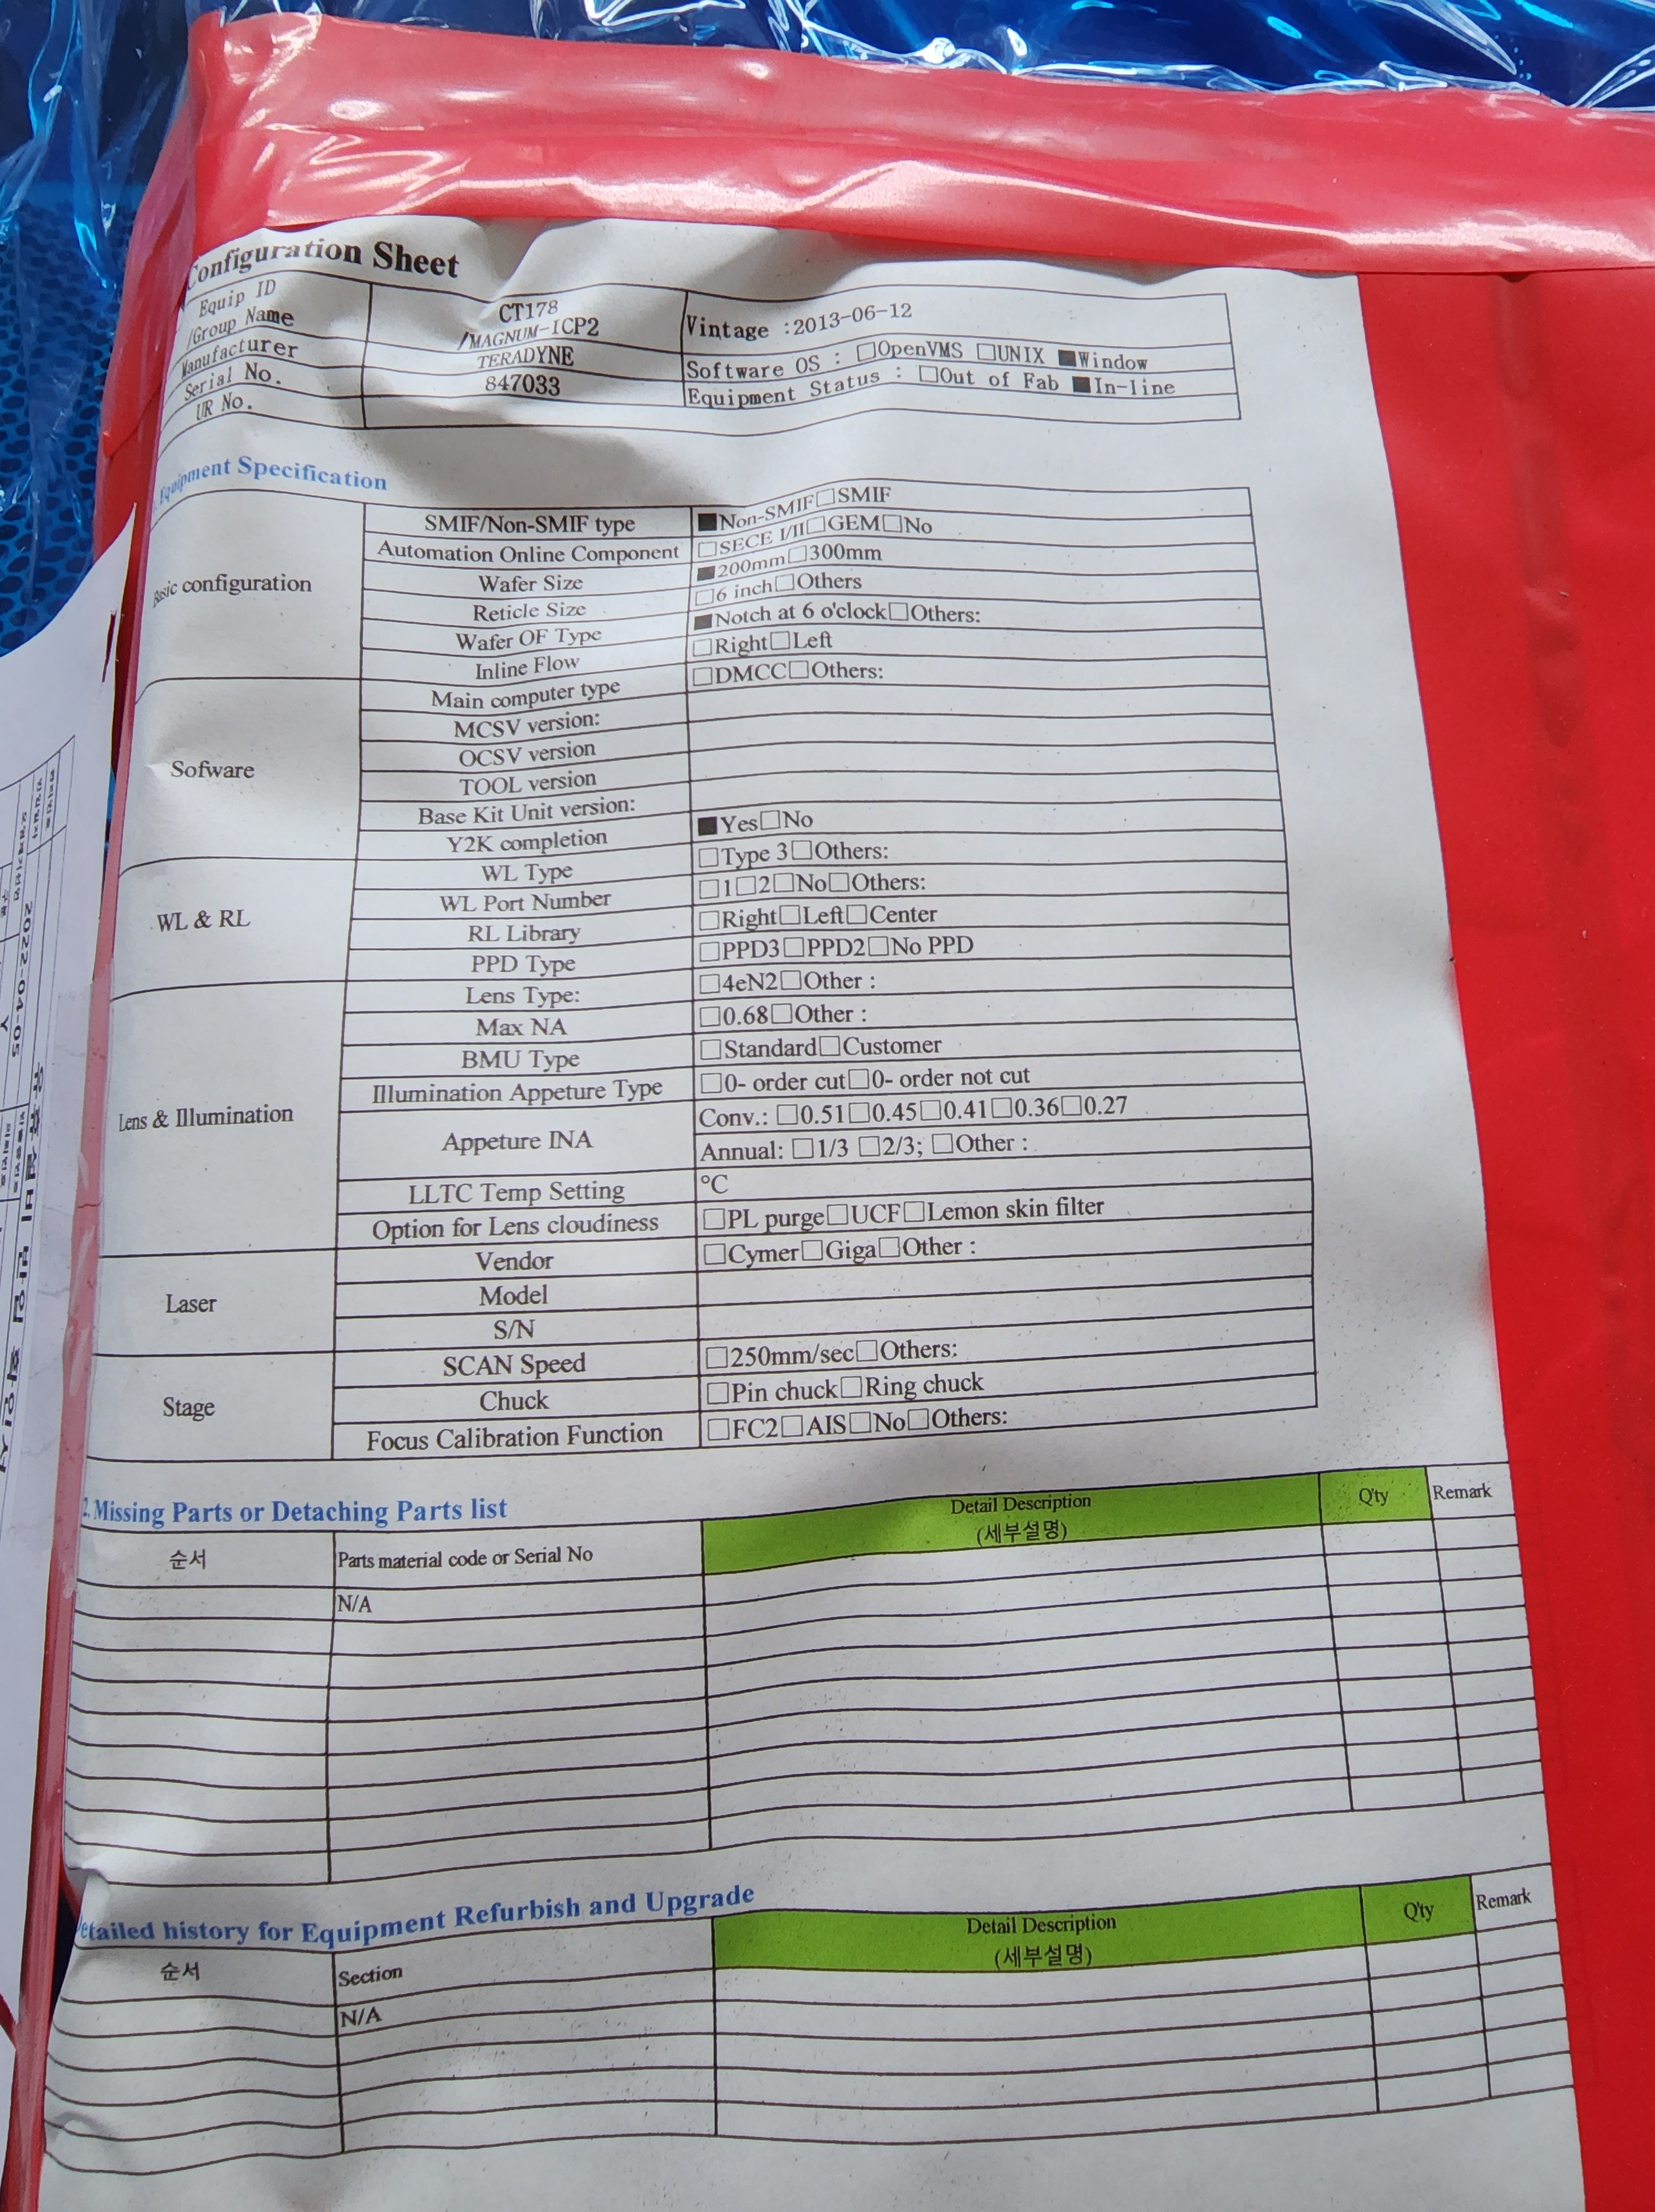 Configuration Sheet
Equip ID
/Group Name
CT178
/MAGNUM-ICP2
Vintage :2013-06-12
Manufacturer
TERADYNE
Software OS : □OpenVMS □UNIX ■Window
Serial No.
847033
Equipment Status : □Out of Fab ■In-line
UR No.
Equipment Specification
Basic configuration
SMIF/Non-SMIF type ■Non-SMIF□SMIF
Automation Online Component □SECE I/II□GEM□No
Wafer Size ■200mm□300mm
Reticle Size □6 inch□Others
Wafer OF Type ■Notch at 6 o'clock□Others:
Inline Flow □Right□Left
Sofware
Main computer type □DMCC□Others:
MCSV version:
OCSV version
TOOL version
Base Kit Unit version:
Y2K completion ■Yes□No
WL & RL
WL Type □Type 3□Others:
WL Port Number □1□2□No□Others:
RL Library □Right□Left□Center
PPD Type □PPD3□PPD2□No PPD
Lens & Illumination
Lens Type: □4eN2□Other :
Max NA □0.68□Other :
BMU Type □Standard□Customer
Illumination Appeture Type □0- order cut□0- order not cut
Appeture INA
Conv.: □0.51□0.45□0.41□0.36□0.27
Annual: □1/3 □2/3; □Other :
LLTC Temp Setting °C
Option for Lens cloudiness □PL purge□UCF□Lemon skin filter
Laser
Vendor □Cymer□Giga□Other :
Model
S/N
Stage
SCAN Speed □250mm/sec□Others:
Chuck □Pin chuck□Ring chuck
Focus Calibration Function □FC2□AIS□No□Others:
2. Missing Parts or Detaching Parts list
순서
Parts material code or Serial No
Detail Description
(세부설명)
Q'ty
Remark
N/A
etailed history for Equipment Refurbish and Upgrade
순서
Section
Detail Description
(세부설명)
Q'ty
Remark
N/A
2022-04-05
Y